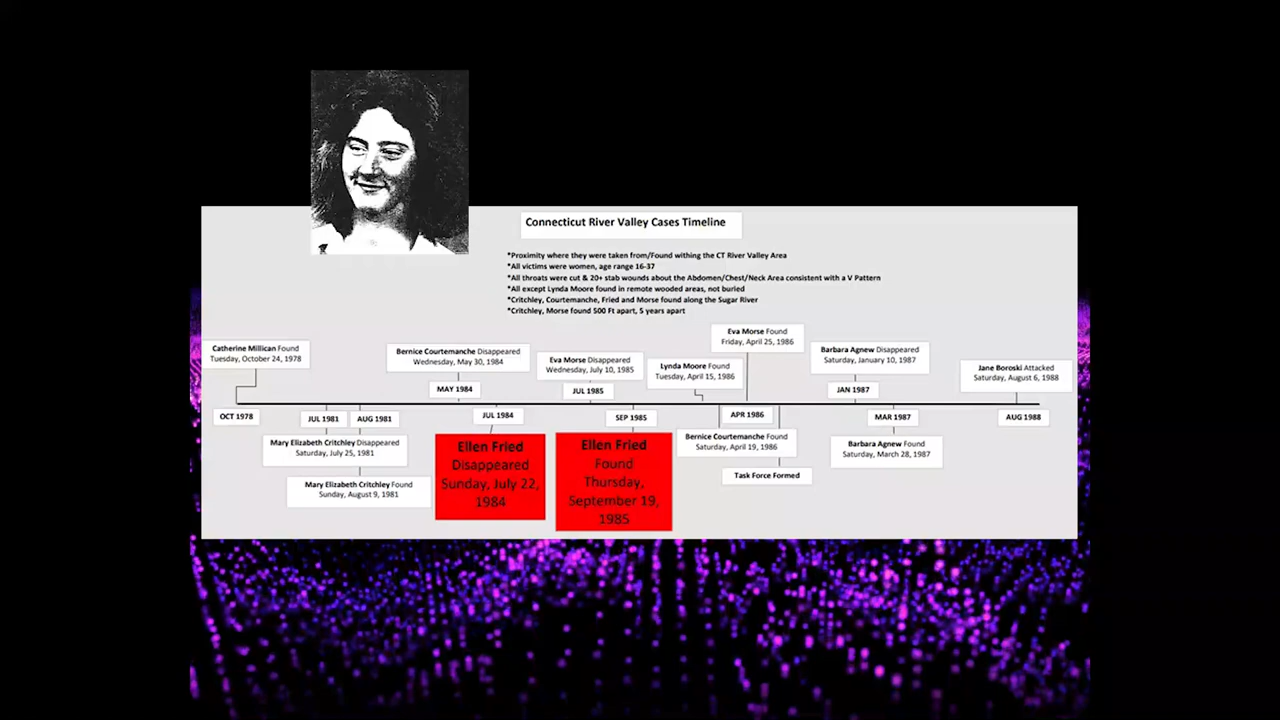 Connecticut River Valley Cases Timeline
*Proximity where they were taken from/Found withing the CT River Valley Area
*All victims were women, age range 16-37
*All throats were cut & 20+ stab wounds about the Abdomen/Chest/Neck Area consistent with a V Pattern
*All except Lynda Moore found in remote wooded areas, not buried
*Critchley, Courtemanche, Fried and Morse found along the Sugar River
*Critchley, Morse found 500 Ft apart, 5 years apart
Catherine Millican Found
Tuesday, October 24, 1978
Bernice Courtemanche Disappeared
Wednesday, May 30, 1984
Eva Morse Disappeared
Wednesday, July 10, 1985
Lynda Moore Found
Tuesday, April 15, 1986
Eva Morse Found
Friday, April 25, 1986
Barbara Agnew Disappeared
Saturday, January 10, 1987
Jane Boroski Attacked
Saturday, August 6, 1988
MAY 1984
JUL 1985
JAN 1987
OCT 1978
JUL 1981
AUG 1981
JUL 1984
SEP 1985
APR 1986
MAR 1987
AUG 1988
Mary Elizabeth Critchley Disappeared
Saturday, July 25, 1981
Mary Elizabeth Critchley Found
Sunday, August 9, 1981
Ellen Fried
Disappeared
Sunday, July 22,
1984
Ellen Fried
Found
Thursday,
September 19,
1985
Bernice Courtemanche Found
Saturday, April 19, 1986
Task Force Formed
Barbara Agnew Found
Saturday, March 28, 1987